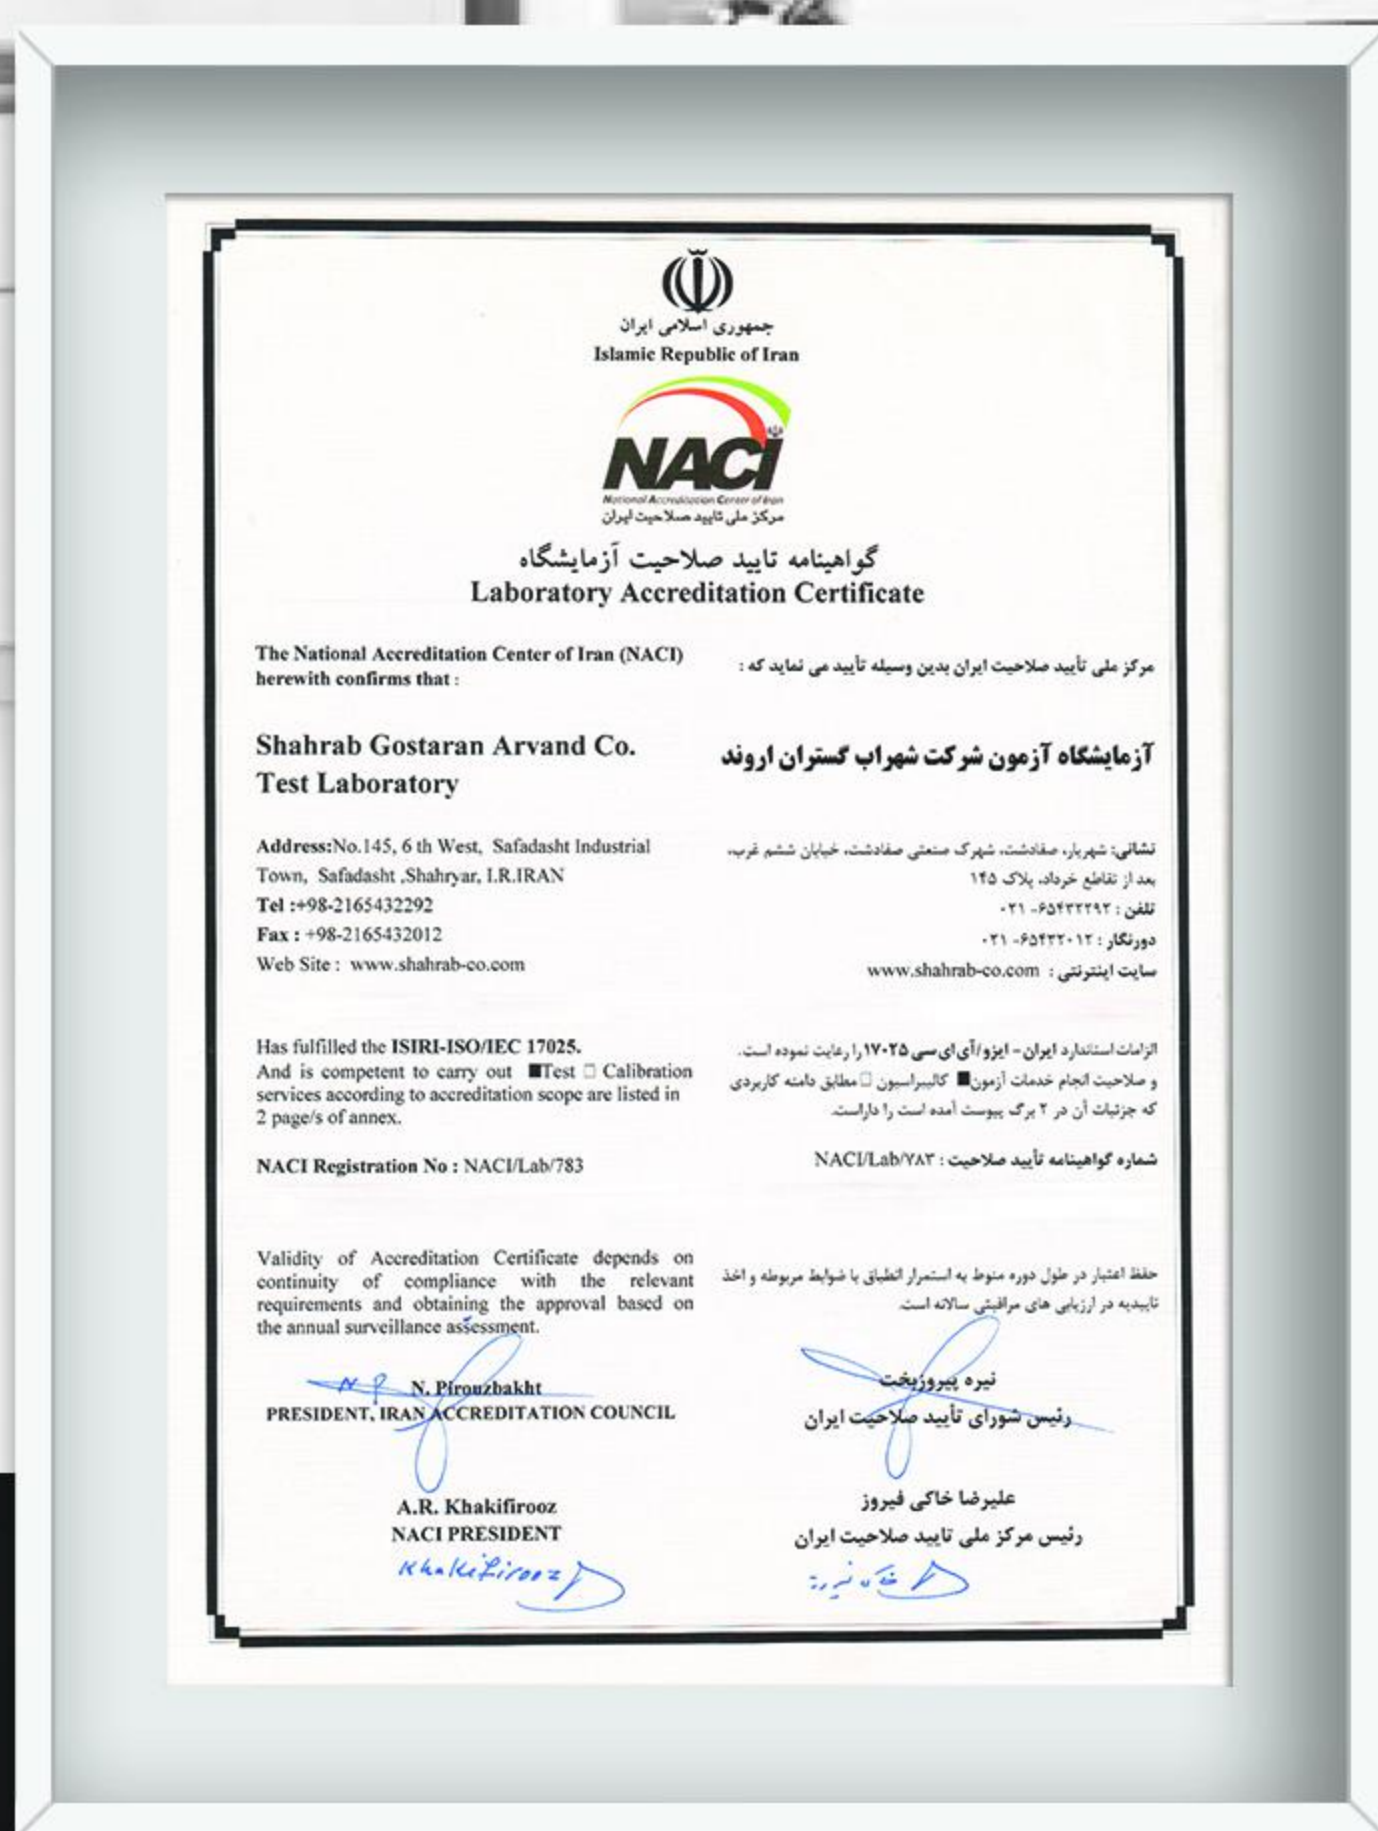 جمهوری اسلامی ایران
Islamic Republic of Iran
NACI
National Accreditation Center of Iran
مرکز ملی تایید صلاحیت ایران
گواهینامه تایید صلاحیت آزمایشگاه
Laboratory Accreditation Certificate
The National Accreditation Center of Iran (NACI)
herewith confirms that :
Shahrab Gostaran Arvand Co.
Test Laboratory
Address:No.145, 6 th West, Safadasht Industrial
Town, Safadasht ,Shahryar, I.R.IRAN
Tel :+98-2165432292
Fax : +98-2165432012
Web Site : www.shahrab-co.com
Has fulfilled the ISIRI-ISO/IEC 17025.
And is competent to carry out ■Test □ Calibration
services according to accreditation scope are listed in
2 page/s of annex.
NACI Registration No : NACI/Lab/783
Validity of Accreditation Certificate depends on
continuity of compliance with the relevant
requirements and obtaining the approval based on
the annual surveillance assessment.
N. Pirouzbakht
PRESIDENT, IRAN ACCREDITATION COUNCIL
A.R. Khakifirooz
NACI PRESIDENT
Khakifirooz
مرکز ملی تأیید صلاحیت ایران بدین وسیله تأیید می نماید که :
آزمایشگاه آزمون شرکت شهراب گستران اروند
نشانی: شهریار، صفادشت، شهرک صنعتی صفادشت، خیابان ششم غرب،
بعد از تقاطع خرداد، پلاک ۱۴۵
تلفن : ۶۵۴۳۲۲۹۲- ۰۲۱
دورنگار : ۶۵۴۳۲۰۱۲- ۰۲۱
سایت اینترنتی : www.shahrab-co.com
الزامات استاندارد ایران - ایزو/آی ای سی ۱۷۰۲۵ را رعایت نموده است.
و صلاحیت انجام خدمات آزمون■ کالیبراسیون □ مطابق دامنه کاربردی
که جزئیات آن در ۲ برگ پیوست آمده است را داراست.
شماره گواهینامه تأیید صلاحیت : NACI/Lab/۷۸۳
حفظ اعتبار در طول دوره منوط به استمرار انطباق با ضوابط مربوطه و اخذ
تاییدیه در ارزیابی های مراقبتی سالانه است.
نیره پیروزبخت
رئیس شورای تأیید صلاحیت ایران
علیرضا خاکی فیروز
رئیس مرکز ملی تایید صلاحیت ایران